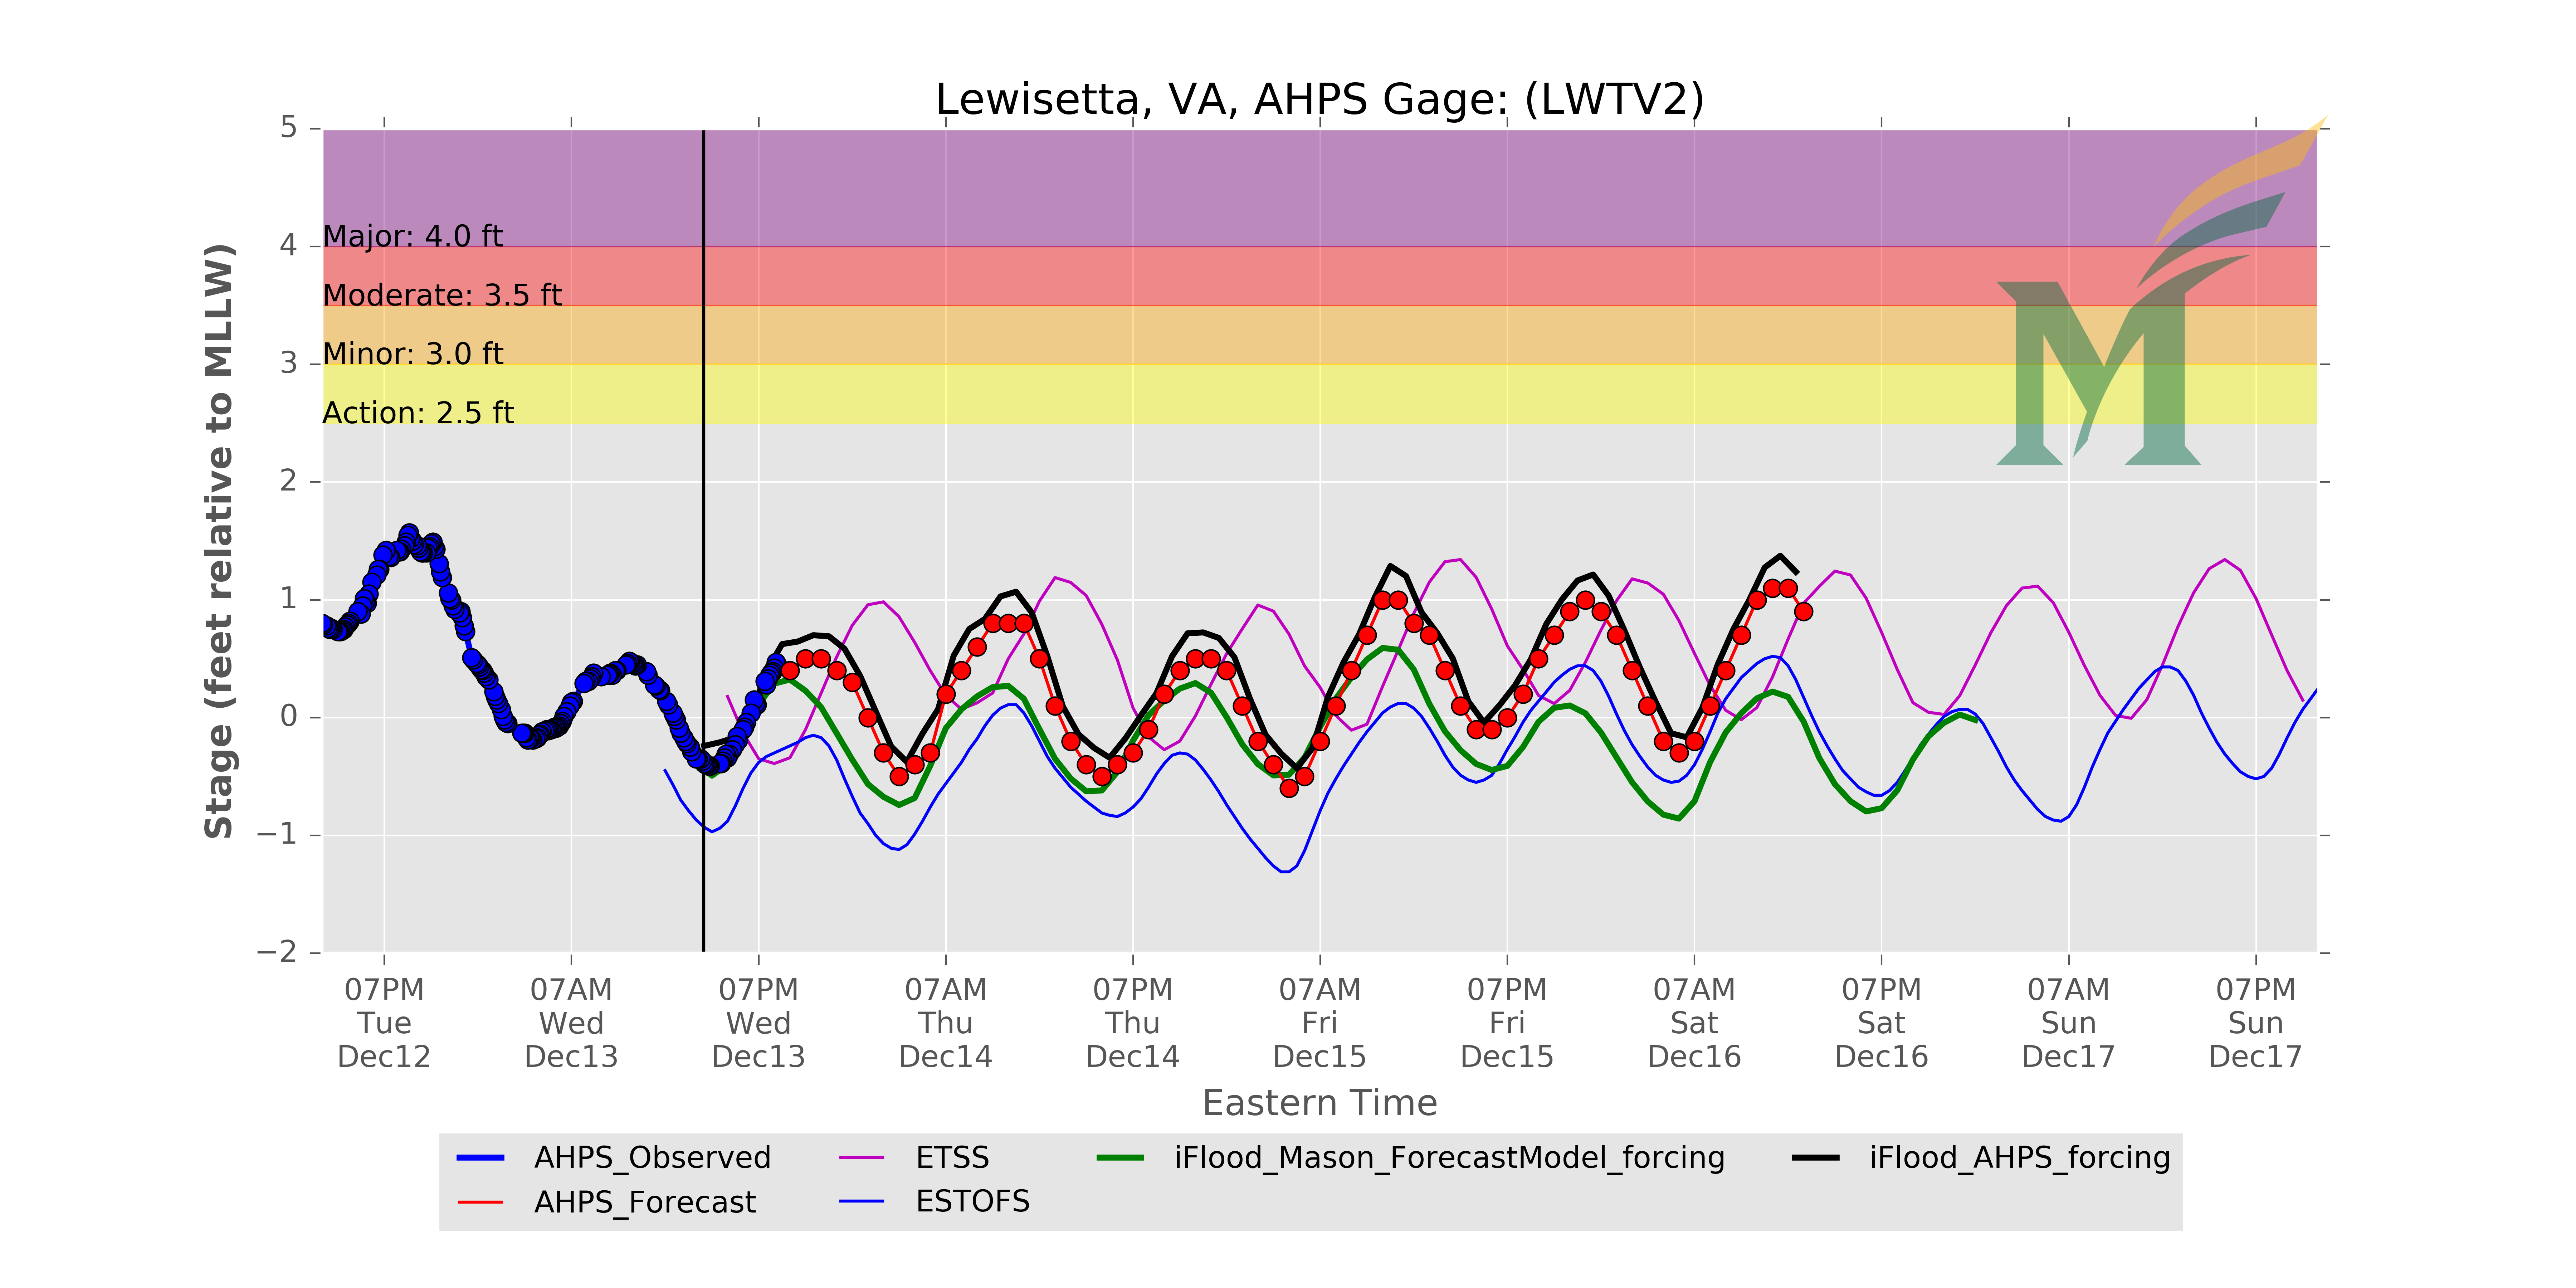 Lewisetta, VA, AHPS Gage: (LWTV2)
Stage (feet relative to MLLW)
5
4
3
2
1
0
−1
−2
Major: 4.0 ft
Moderate: 3.5 ft
Minor: 3.0 ft
Action: 2.5 ft
M
07PM 07AM 07PM 07AM 07PM 07AM 07PM 07AM 07PM 07AM 07PM
Tue Wed Wed Thu Thu Fri Fri Sat Sat Sun Sun
Dec12 Dec13 Dec13 Dec14 Dec14 Dec15 Dec15 Dec16 Dec16 Dec17 Dec17
Eastern Time
AHPS_Observed ETSS iFlood_Mason_ForecastModel_forcing iFlood_AHPS_forcing
AHPS_Forecast ESTOFS